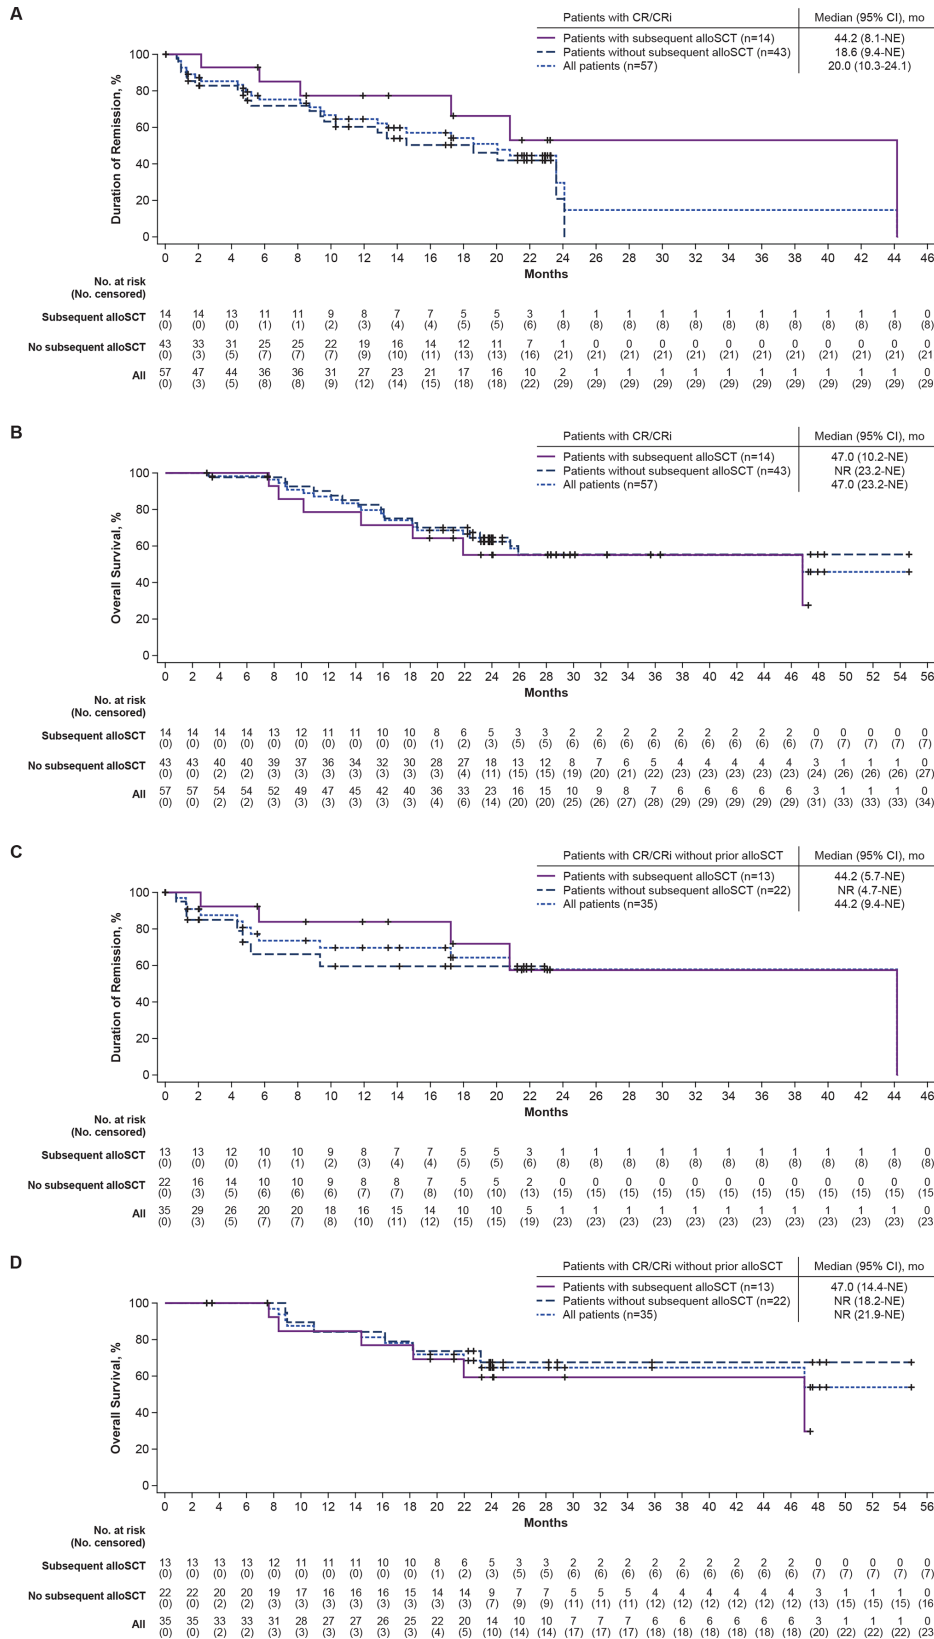 A
Patients with CR/CRi Median (95% CI), mo
Patients with subsequent alloSCT (n=14) 44.2 (8.1-NE)
Patients without subsequent alloSCT (n=43) 18.6 (9.4-NE)
All patients (n=57) 20.0 (10.3-24.1)
Duration of Remission, %
100
80
60
40
20
0
0 2 4 6 8 10 12 14 16 18 20 22 24 26 28 30 32 34 36 38 40 42 44 46
Months
No. at risk
(No. censored)
Subsequent alloSCT 14 14 13 11 11 9 8 7 7 5 5 3 1 1 1 1 1 1 1 1 1 1 1 0
(0) (0) (0) (1) (1) (2) (3) (4) (4) (5) (5) (6) (8) (8) (8) (8) (8) (8) (8) (8) (8) (8) (8) (8)
No subsequent alloSCT 43 33 31 25 25 22 19 16 14 12 11 7 1 0 0 0 0 0 0 0 0 0 0 0
(0) (3) (5) (7) (7) (7) (9) (10) (11) (13) (13) (16) (21) (21) (21) (21) (21) (21) (21) (21) (21) (21) (21) (21
All 57 47 44 36 36 31 27 23 21 17 16 10 2 1 1 1 1 1 1 1 1 1 1 0
(0) (3) (5) (8) (8) (9) (12) (14) (15) (18) (18) (22) (29) (29) (29) (29) (29) (29) (29) (29) (29) (29) (29) (29
B
Patients with CR/CRi Median (95% CI), mo
Patients with subsequent alloSCT (n=14) 47.0 (10.2-NE)
Patients without subsequent alloSCT (n=43) NR (23.2-NE)
All patients (n=57) 47.0 (23.2-NE)
Overall Survival, %
100
80
60
40
20
0
0 2 4 6 8 10 12 14 16 18 20 22 24 26 28 30 32 34 36 38 40 42 44 46 48 50 52 54 56
Months
No. at risk
(No. censored)
Subsequent alloSCT 14 14 14 14 13 12 11 11 10 10 8 6 5 3 3 2 2 2 2 2 2 2 2 2 0 0 0 0 0
(0) (0) (0) (0) (0) (0) (0) (0) (0) (0) (1) (2) (3) (5) (5) (6) (6) (6) (6) (6) (6) (6) (6) (6) (7) (7) (7) (7) (7)
No subsequent alloSCT 43 43 40 40 39 37 36 34 32 30 28 27 18 13 12 8 7 6 5 4 4 4 4 4 3 1 1 1 0
(0) (0) (2) (2) (3) (3) (3) (3) (3) (3) (3) (4) (11) (15) (15) (19) (20) (21) (22) (23) (23) (23) (23) (23) (24) (26) (26) (26) (27)
All 57 57 54 54 52 49 47 45 42 40 36 33 23 16 15 10 9 8 7 6 6 6 6 6 3 1 1 1 0
(0) (0) (2) (2) (3) (3) (3) (3) (3) (3) (4) (6) (14) (20) (20) (25) (26) (27) (28) (29) (29) (29) (29) (29) (31) (33) (33) (33) (34)
C
Patients with CR/CRi without prior alloSCT Median (95% CI), mo
Patients with subsequent alloSCT (n=13) 44.2 (5.7-NE)
Patients without subsequent alloSCT (n=22) NR (4.7-NE)
All patients (n=35) 44.2 (9.4-NE)
Duration of Remission, %
100
80
60
40
20
0
0 2 4 6 8 10 12 14 16 18 20 22 24 26 28 30 32 34 36 38 40 42 44 46
Months
No. at risk
(No. censored)
Subsequent alloSCT 13 13 12 10 10 9 8 7 7 5 5 3 1 1 1 1 1 1 1 1 1 1 1 0
(0) (0) (0) (1) (1) (2) (3) (4) (4) (5) (5) (6) (8) (8) (8) (8) (8) (8) (8) (8) (8) (8) (8) (8)
No subsequent alloSCT 22 16 14 10 10 9 8 8 7 5 5 2 0 0 0 0 0 0 0 0 0 0 0 0
(0) (3) (5) (6) (6) (6) (7) (7) (8) (10) (10) (13) (15) (15) (15) (15) (15) (15) (15) (15) (15) (15) (15) (15
All 35 29 26 20 20 18 16 15 14 10 10 5 1 1 1 1 1 1 1 1 1 1 1 0
(0) (3) (5) (7) (7) (8) (10) (11) (12) (15) (15) (19) (23) (23) (23) (23) (23) (23) (23) (23) (23) (23) (23) (23
D
Patients with CR/CRi without prior alloSCT Median (95% CI), mo
Patients with subsequent alloSCT (n=13) 47.0 (14.4-NE)
Patients without subsequent alloSCT (n=22) NR (18.2-NE)
All patients (n=35) NR (21.9-NE)
Overall Survival, %
100
80
60
40
20
0
0 2 4 6 8 10 12 14 16 18 20 22 24 26 28 30 32 34 36 38 40 42 44 46 48 50 52 54 56
Months
No. at risk
(No. censored)
Subsequent alloSCT 13 13 13 13 12 11 11 11 10 10 8 6 5 3 3 2 2 2 2 2 2 2 2 2 0 0 0 0 0
(0) (0) (0) (0) (0) (0) (0) (0) (0) (0) (1) (2) (3) (5) (5) (6) (6) (6) (6) (6) (6) (6) (6) (6) (7) (7) (7) (7) (7)
No subsequent alloSCT 22 22 20 20 19 17 16 16 16 15 14 14 9 7 7 5 5 5 4 4 4 4 4 4 3 1 1 1 0
(0) (0) (2) (2) (3) (3) (3) (3) (3) (3) (3) (3) (7) (9) (9) (11) (11) (11) (12) (12) (12) (12) (12) (12) (13) (15) (15) (15) (16
All 35 35 33 33 31 28 27 27 26 25 22 20 14 10 10 7 7 7 6 6 6 6 6 6 3 1 1 1 0
(0) (0) (2) (2) (3) (3) (3) (3) (3) (3) (4) (5) (10) (14) (14) (17) (17) (17) (18) (18) (18) (18) (18) (18) (20) (22) (22) (22) (23